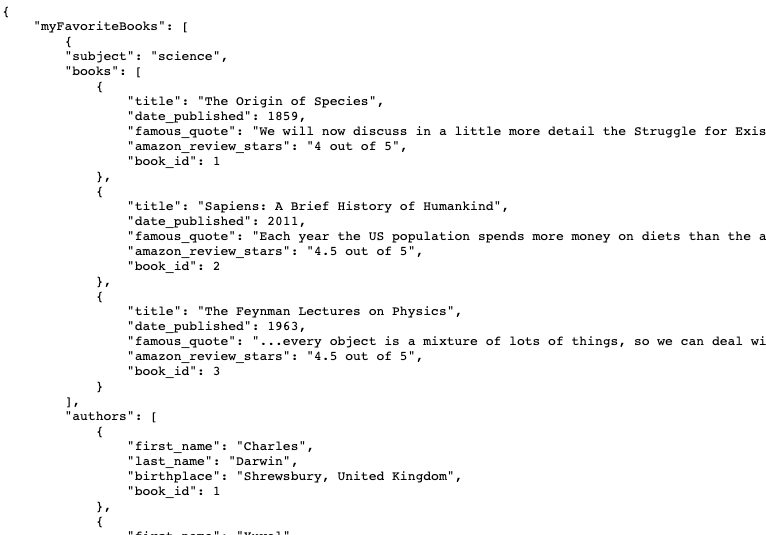 {
    "myFavoriteBooks": [
        {
        "subject": "science",
        "books": [
            {
                "title": "The Origin of Species",
                "date_published": 1859,
                "famous_quote": "We will now discuss in a little more detail the Struggle for Exis
                "amazon_review_stars": "4 out of 5",
                "book_id": 1
            },
            {
                "title": "Sapiens: A Brief History of Humankind",
                "date_published": 2011,
                "famous_quote": "Each year the US population spends more money on diets than the a
                "amazon_review_stars": "4.5 out of 5",
                "book_id": 2
            },
            {
                "title": "The Feynman Lectures on Physics",
                "date_published": 1963,
                "famous_quote": "...every object is a mixture of lots of things, so we can deal wi
                "amazon_review_stars": "4.5 out of 5",
                "book_id": 3
            }
        ],
        "authors": [
            {
                "first_name": "Charles",
                "last_name": "Darwin",
                "birthplace": "Shrewsbury, United Kingdom",
                "book_id": 1
            },
            {
                "first_name": "Yuval"